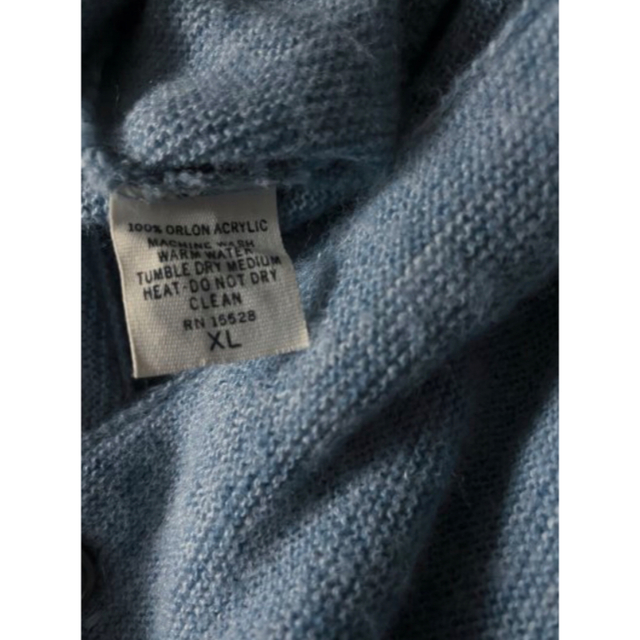 100% ORLON ACRYLIC
MACHINE WASH
WARM WATER
TUMBLE DRY MEDIUM
HEAT-DO NOT DRY
CLEAN
RN 15528
XL